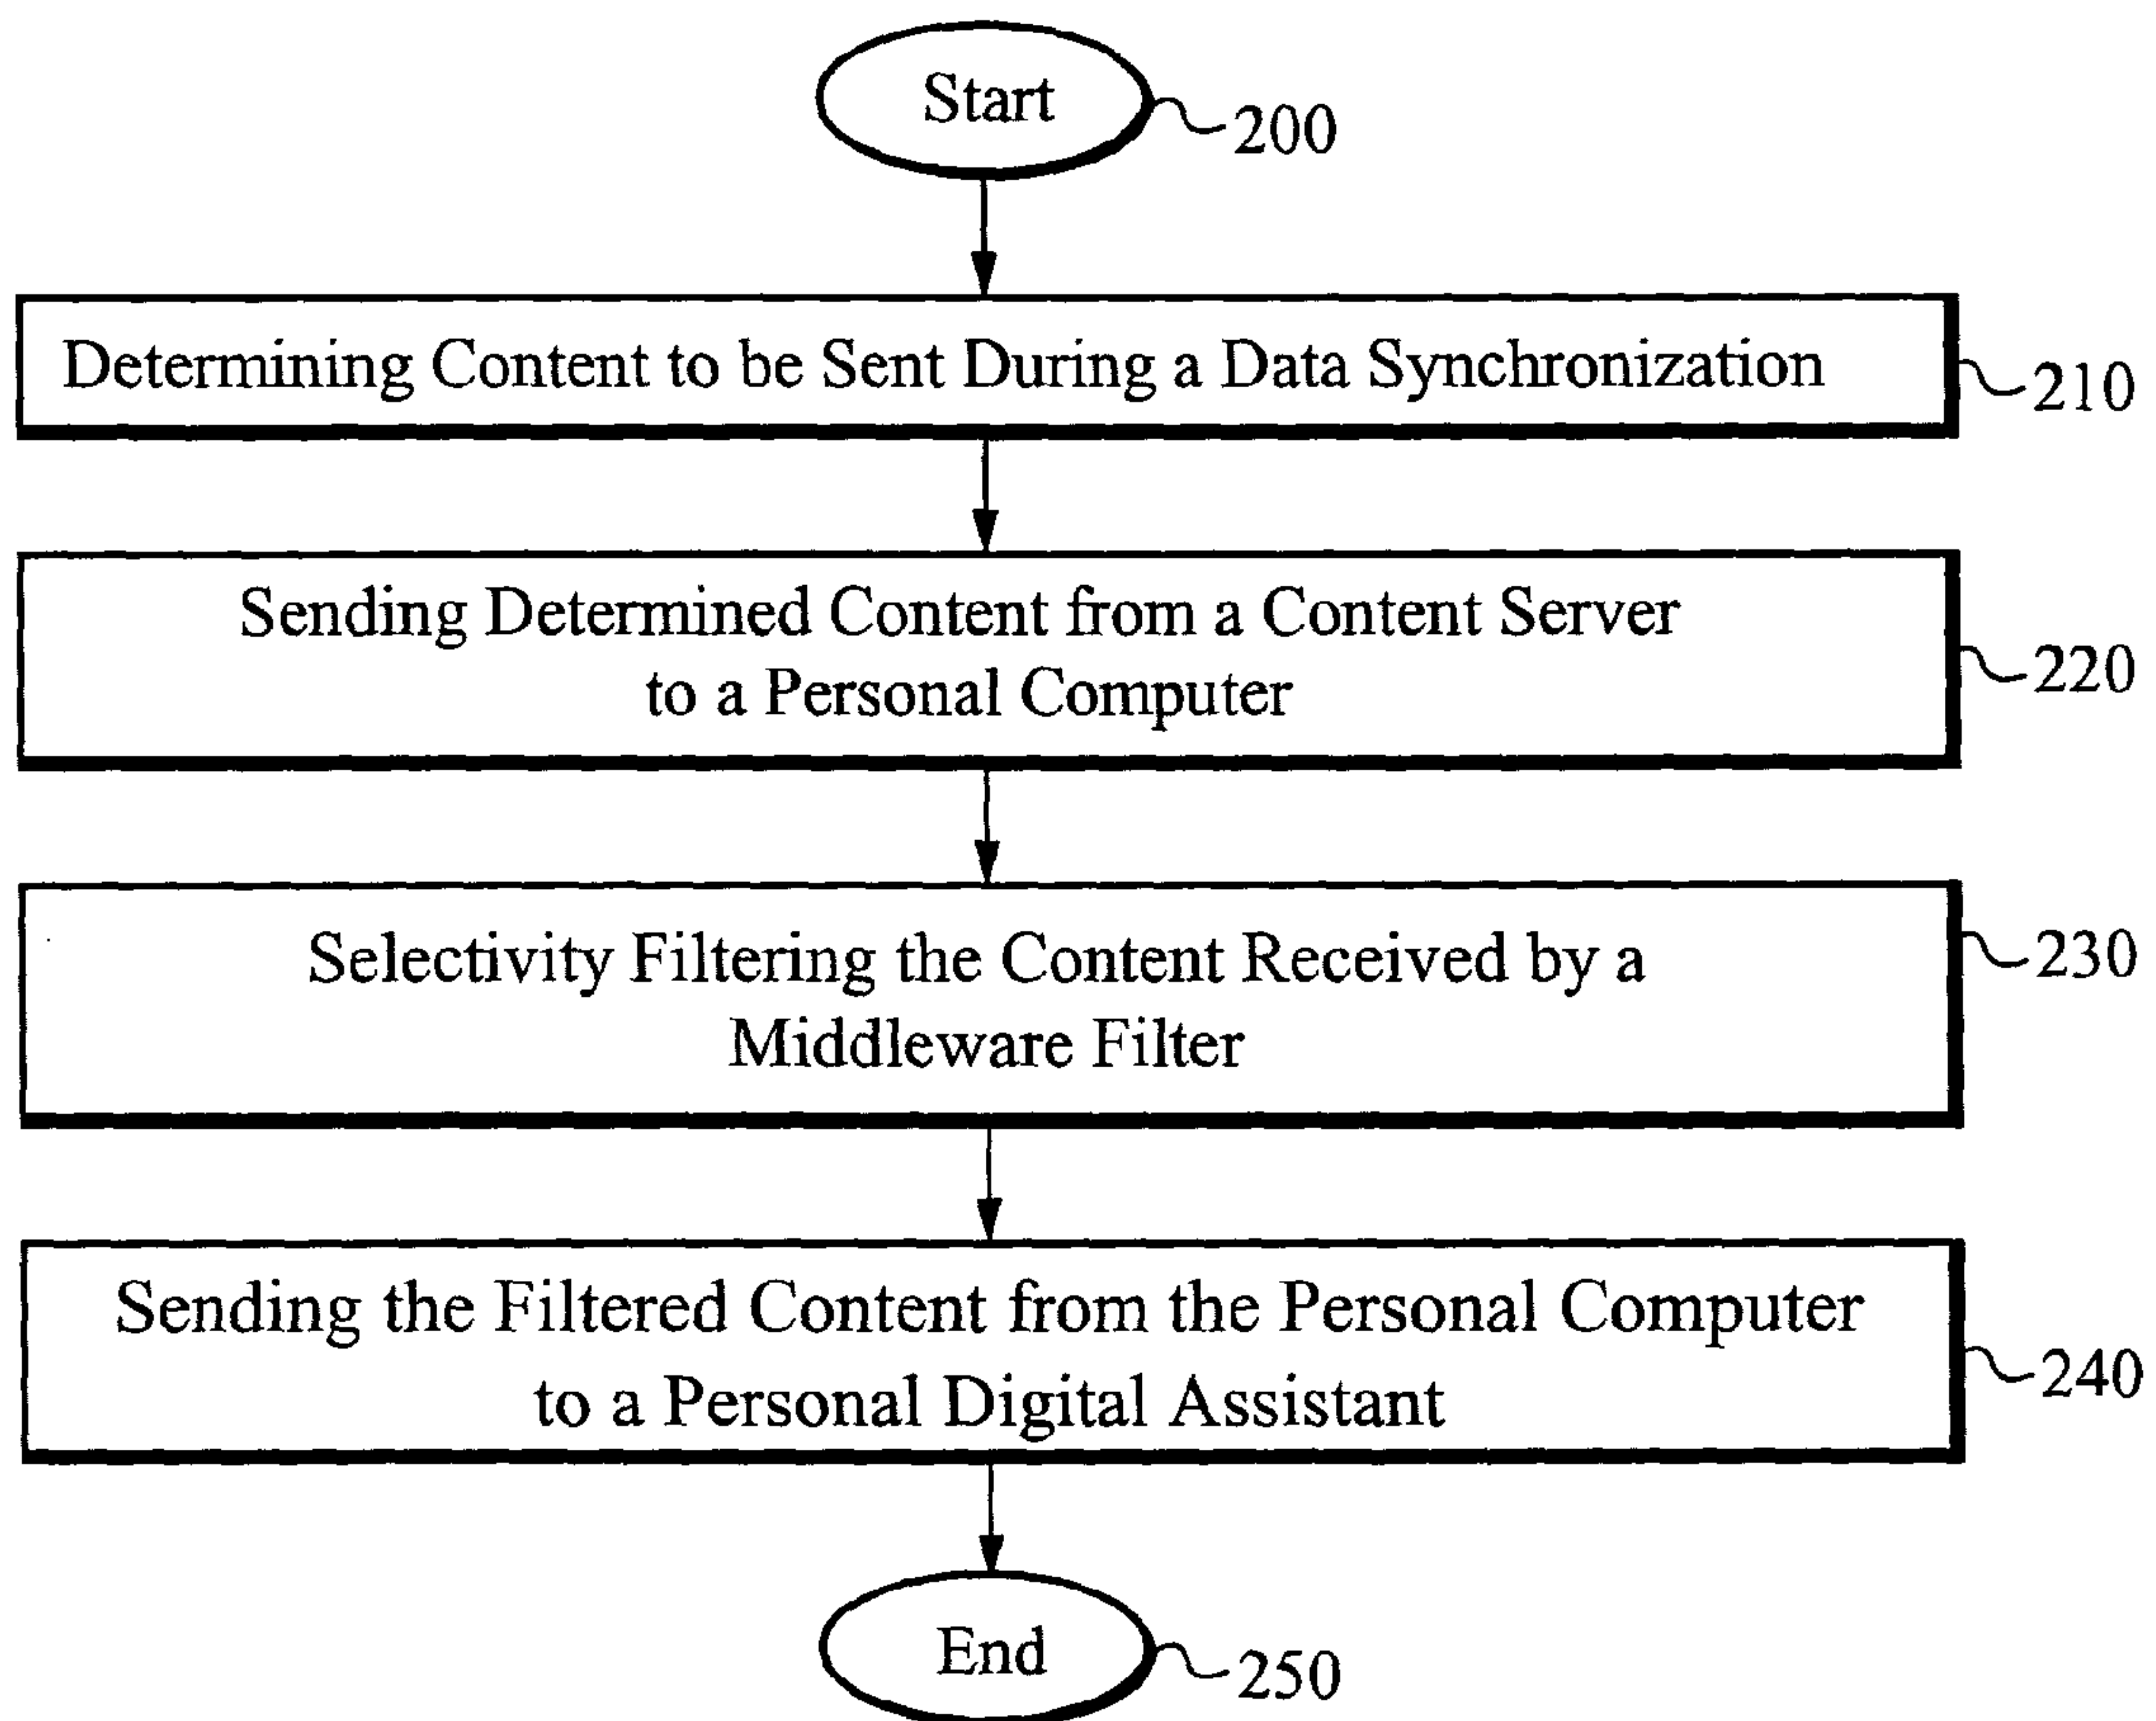 Start
200
Determining Content to be Sent During a Data Synchronization
210
Sending Determined Content from a Content Server
to a Personal Computer
220
Selectivity Filtering the Content Received by a
Middleware Filter
230
Sending the Filtered Content from the Personal Computer
to a Personal Digital Assistant
240
End
250